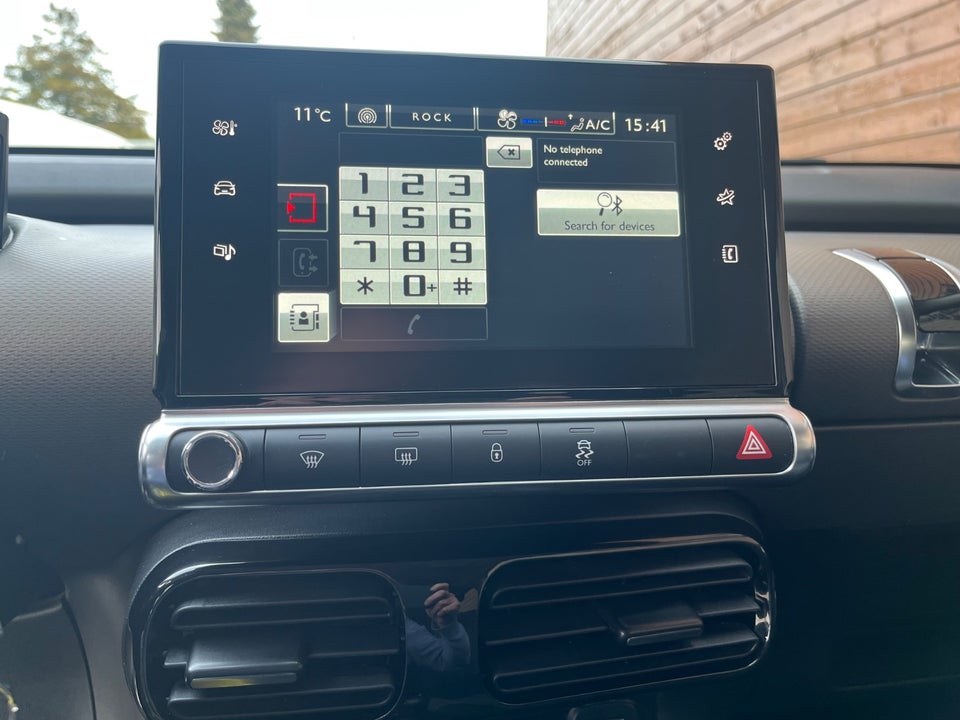 11°C
ROCK
A/C
15:41
No telephone
connected
1 2 3
4 5 6
7 8 9
* 0+ #
Search for devices
OFF